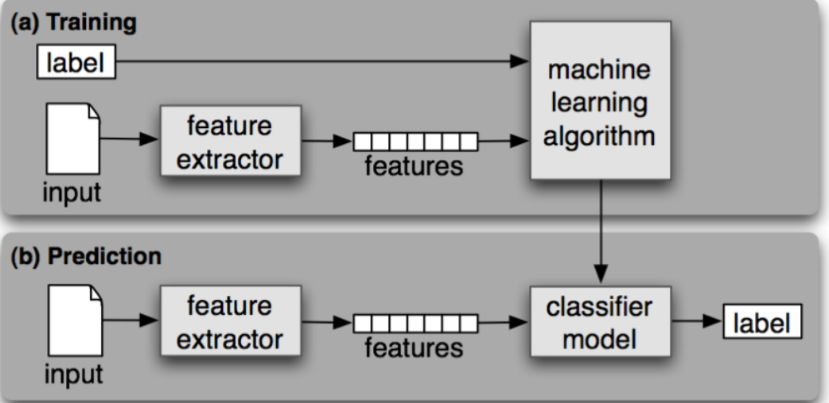 (a) Training
label
machine
learning
algorithm
feature
extractor
features
input
(b) Prediction
feature
extractor
features
input
classifier
model
label